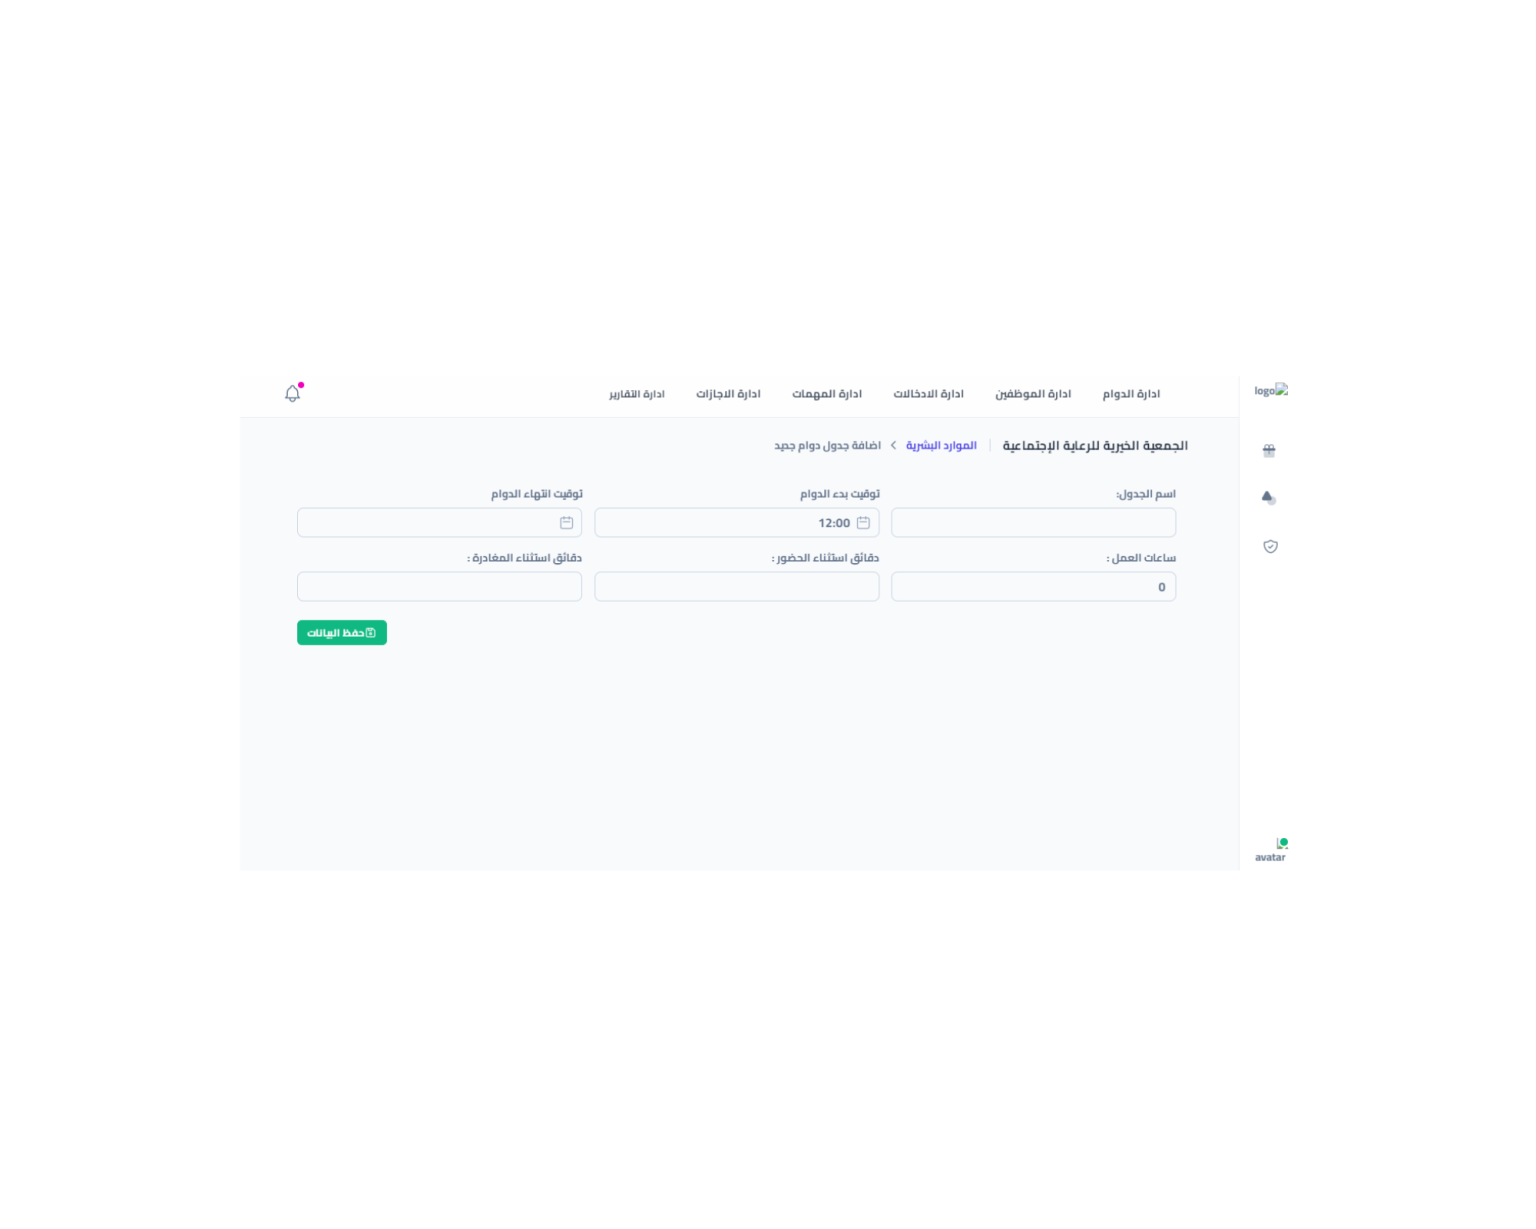 logo
ادارة الدوام
ادارة الموظفين
ادارة الادخالات
ادارة المهمات
ادارة الاجازات
ادارة التقارير
الجمعية الخيرية للرعاية الإجتماعية
الموارد البشرية
اضافة جدول دوام جديد
اسم الجدول:
توقيت بدء الدوام
توقيت انتهاء الدوام
12:00
ساعات العمل :
دقائق استثناء الحضور :
دقائق استثناء المغادرة :
0
حفظ البيانات
avatar